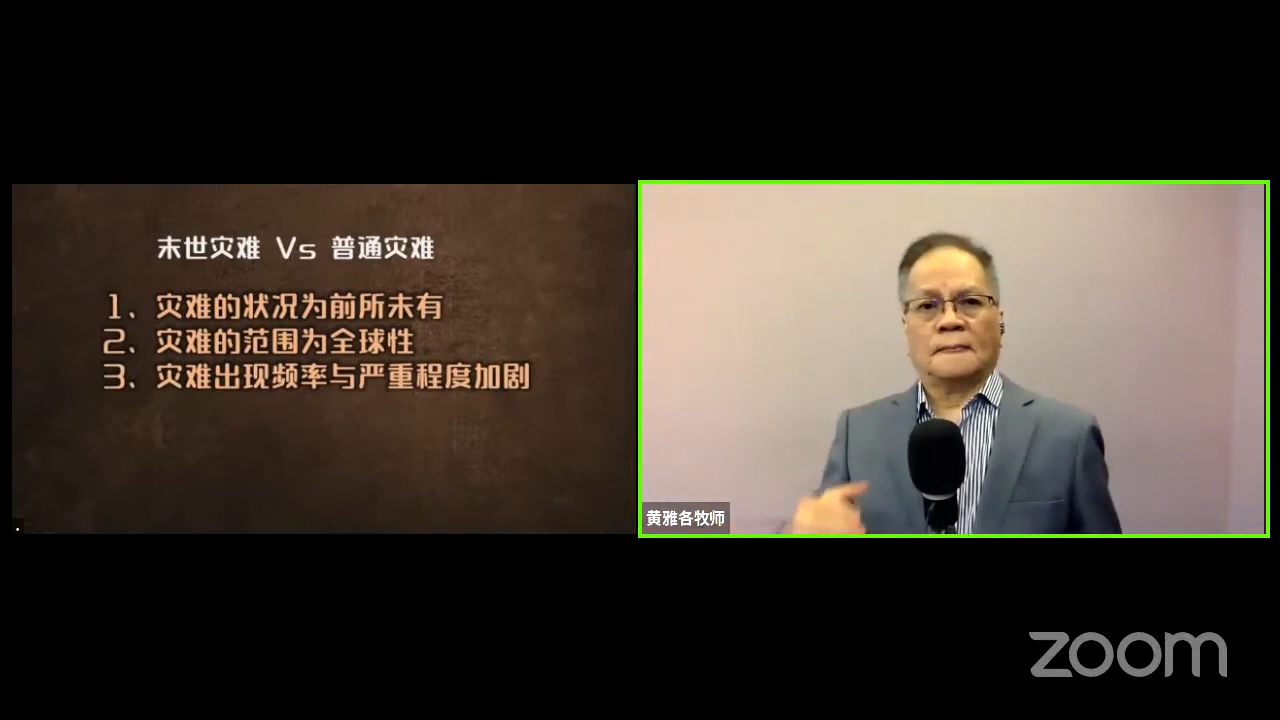 末世灾难 Vs 普通灾难
1、灾难的状况为前所未有
2、灾难的范围为全球性
3、灾难出现频率与严重程度加剧
黄雅各牧师
zoom